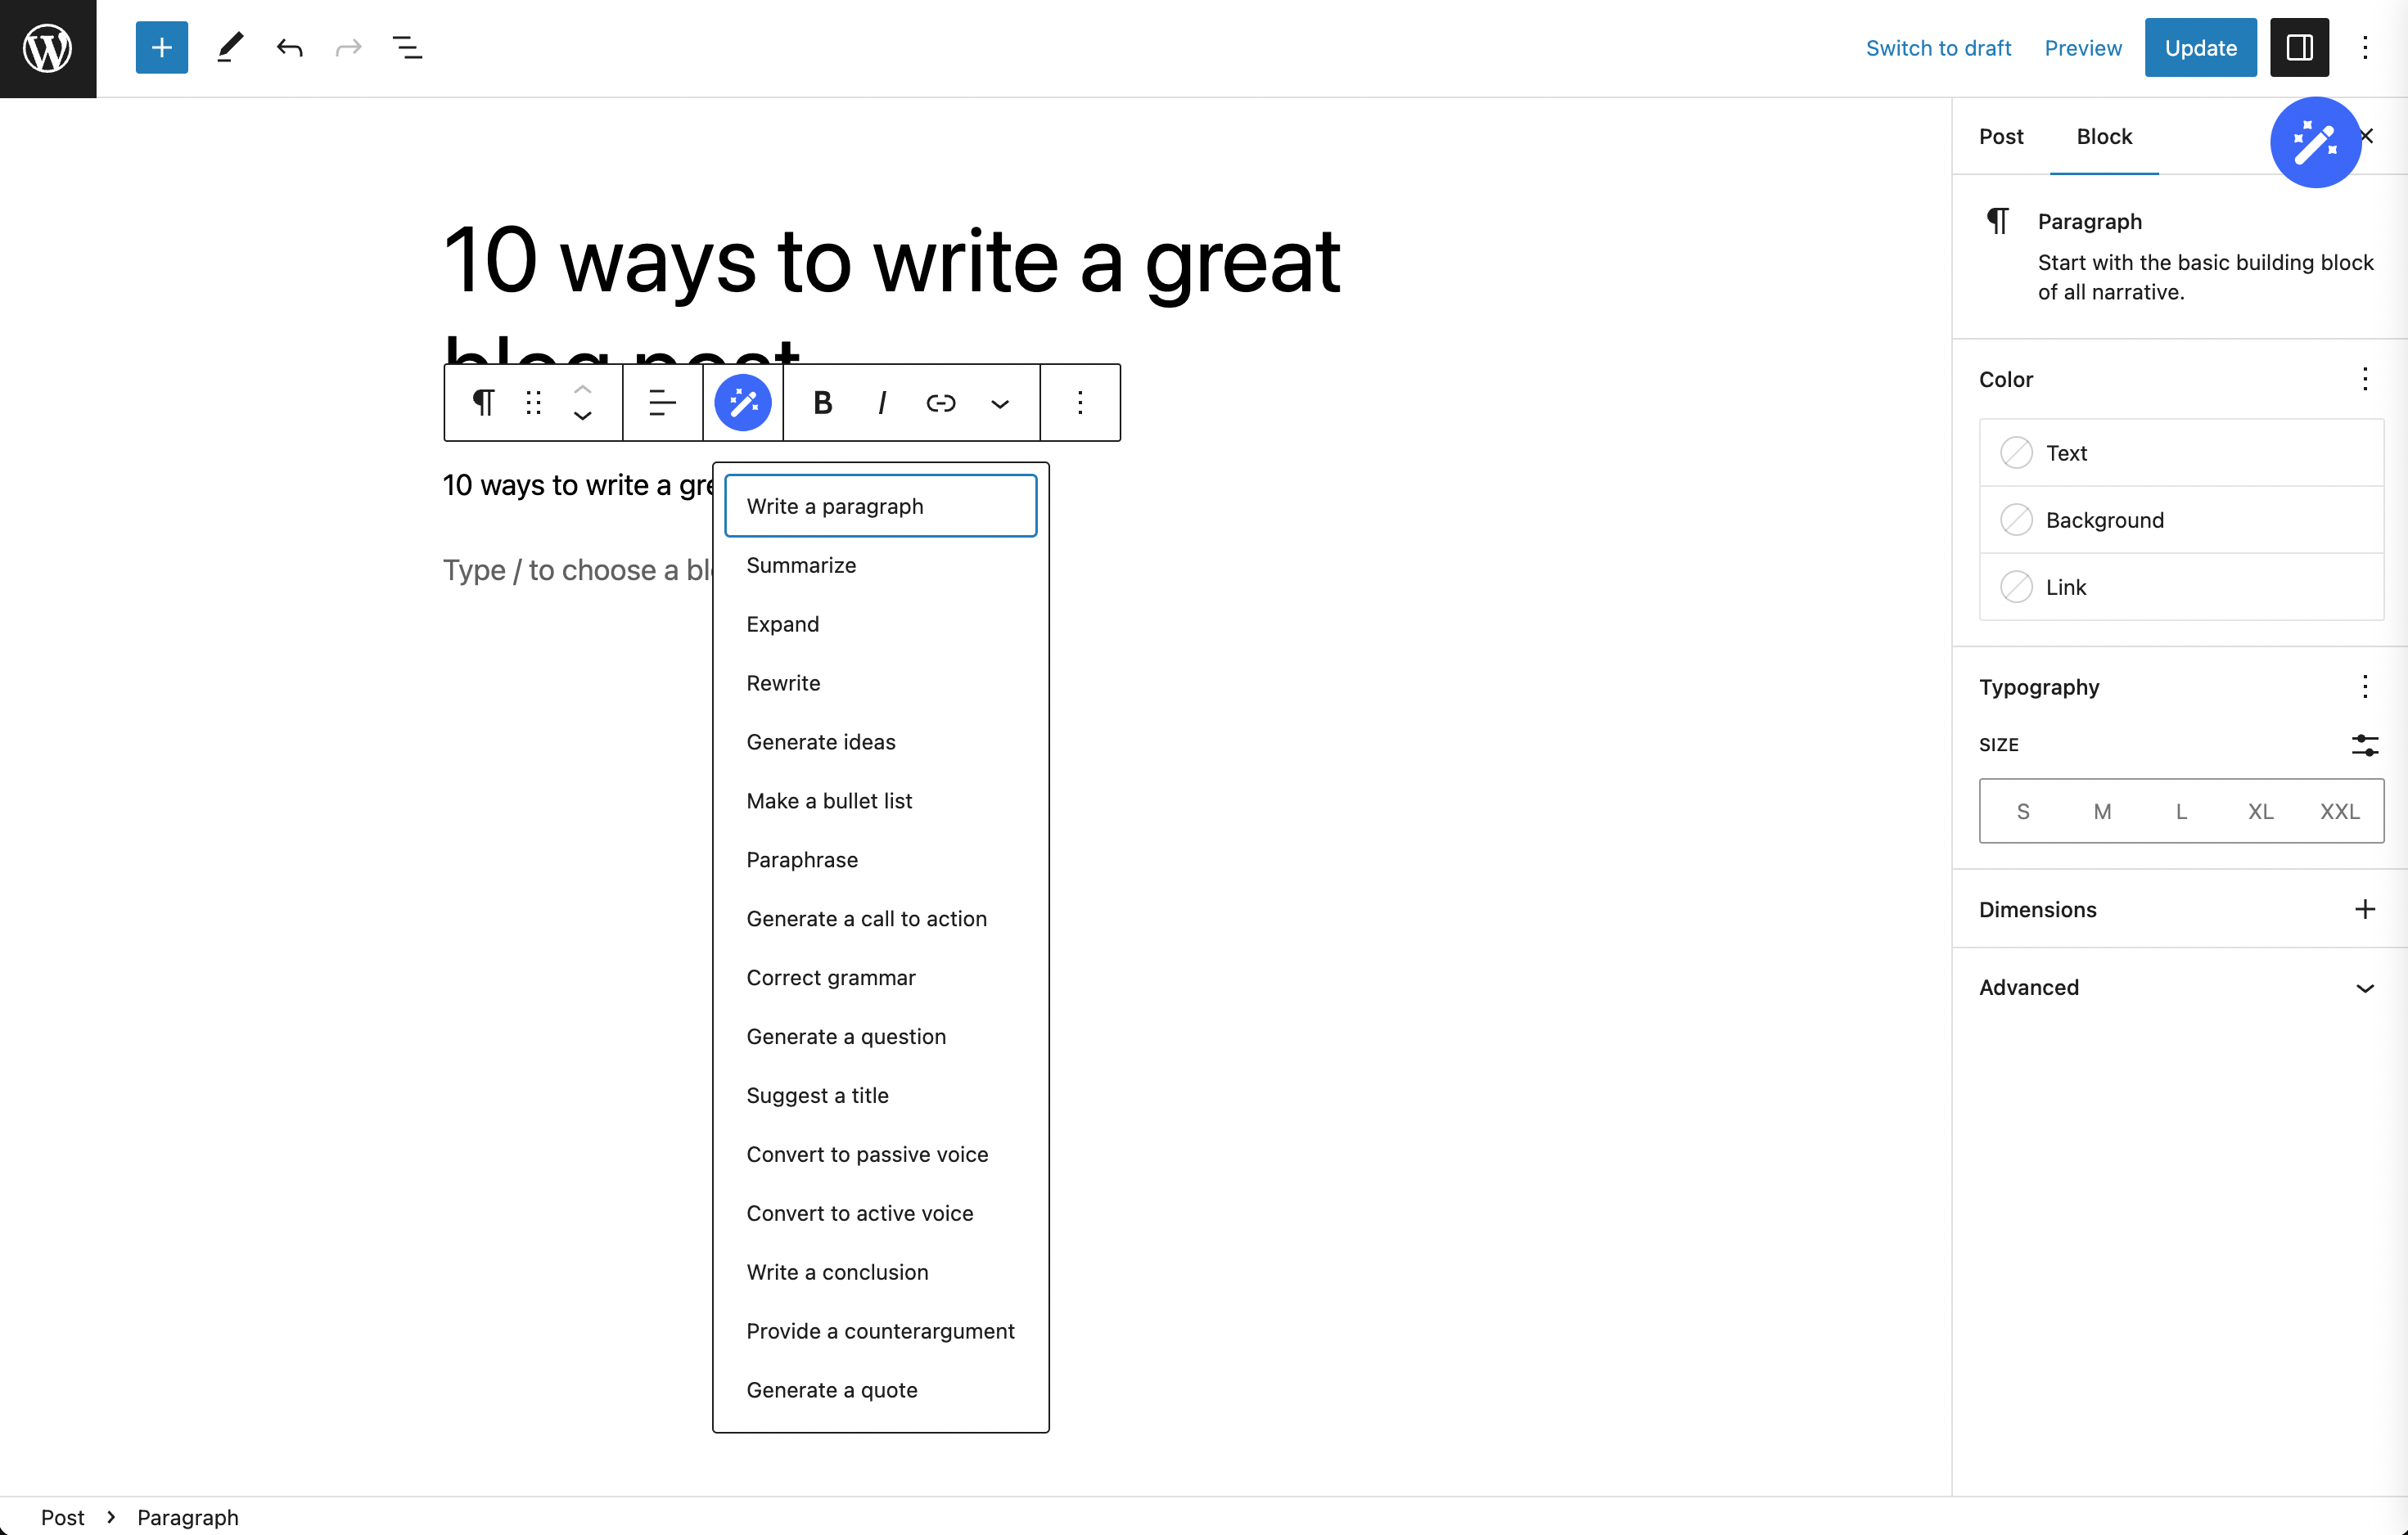 Switch to draft
Preview
Update
10 ways to write a great
blog post
B
I
10 ways to write a
Type / to choose a
Write a paragraph
Summarize
Expand
Rewrite
Generate ideas
Make a bullet list
Paraphrase
Generate a call to action
Correct grammar
Generate a question
Suggest a title
Convert to passive voice
Convert to active voice
Write a conclusion
Provide a counterargument
Generate a quote
Post
Block
Paragraph
Start with the basic building block
of all narrative.
Color
Text
Background
Link
Typography
SIZE
S M L XL XXL
Dimensions
Advanced
Post > Paragraph